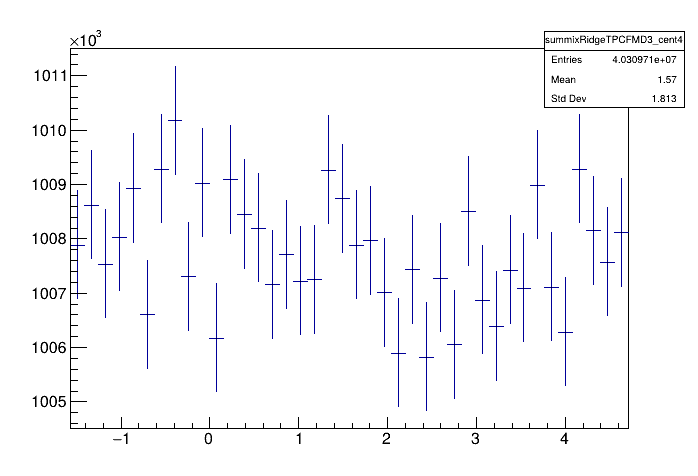 ×10³
summixRidgeTPCFMD3_cent4
Entries 4.030971e+07
Mean 1.57
Std Dev 1.813
1011
1010
1009
1008
1007
1006
1005
−1 0 1 2 3 4